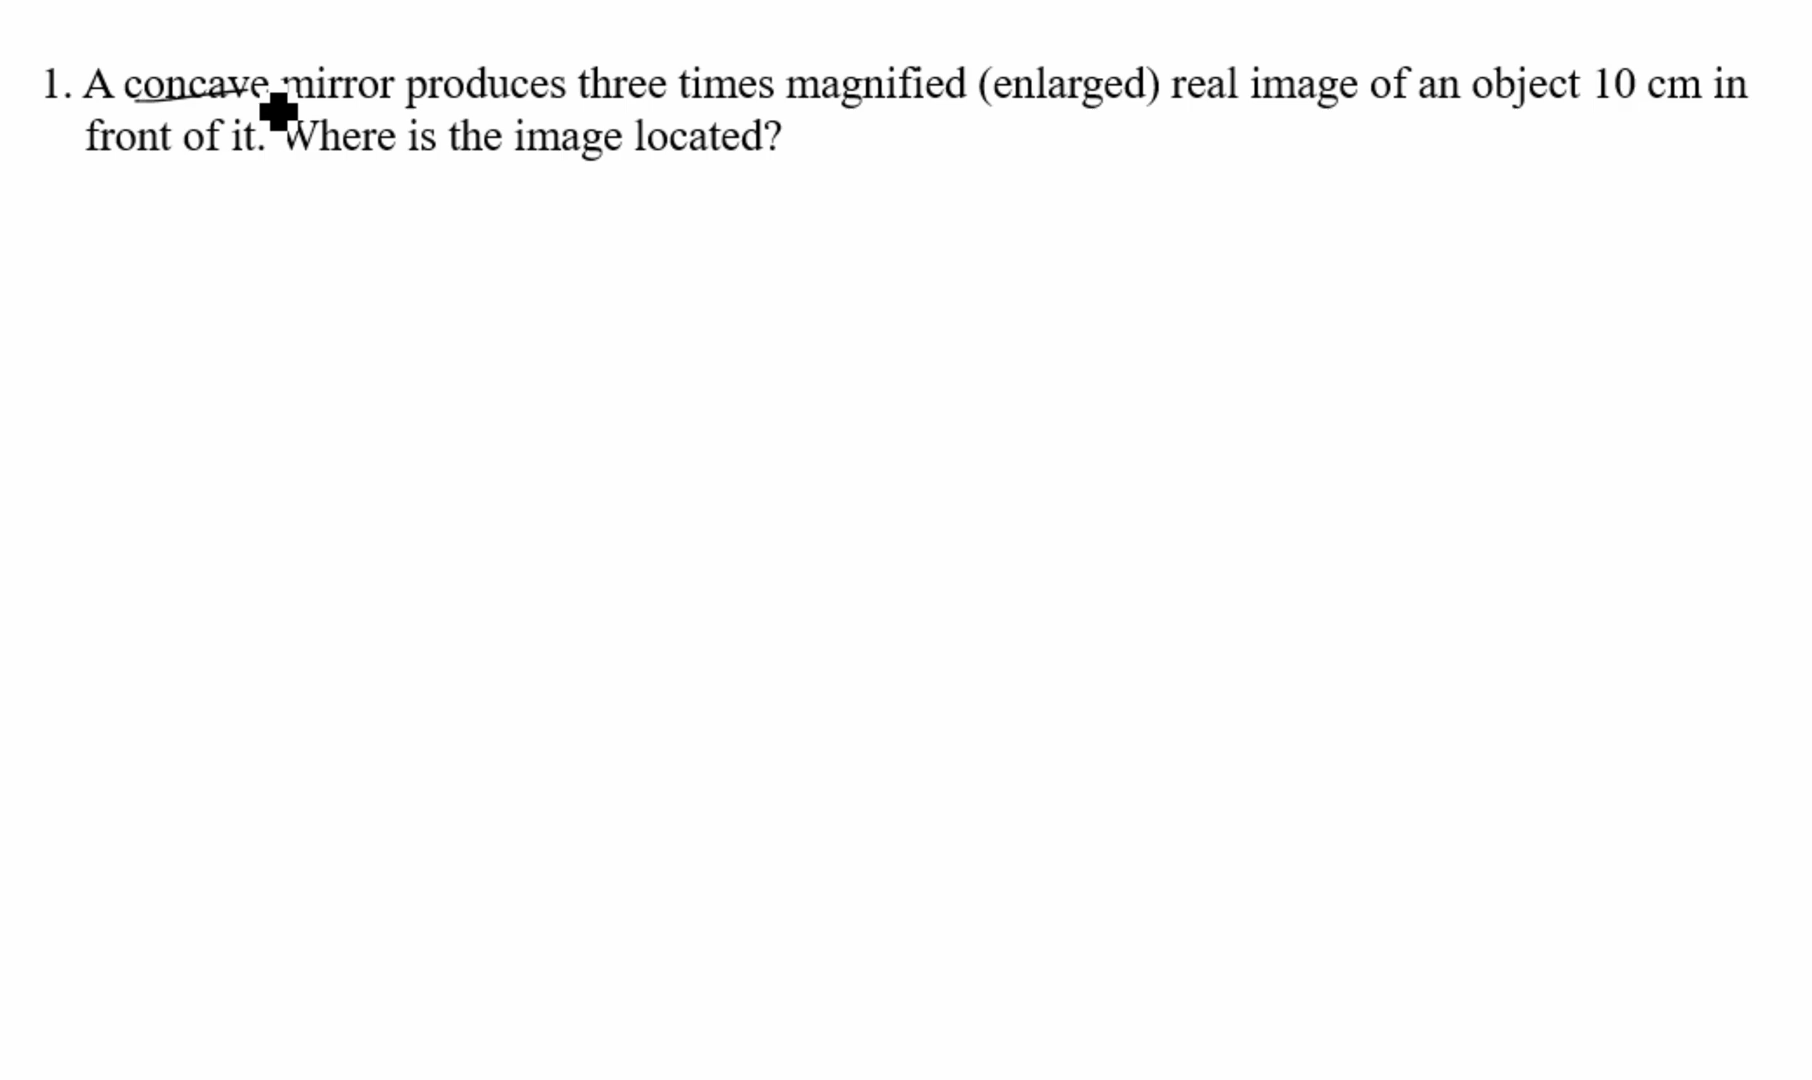 1. A concave mirror produces three times magnified (enlarged) real image of an object 10 cm in
front of it. Where is the image located?